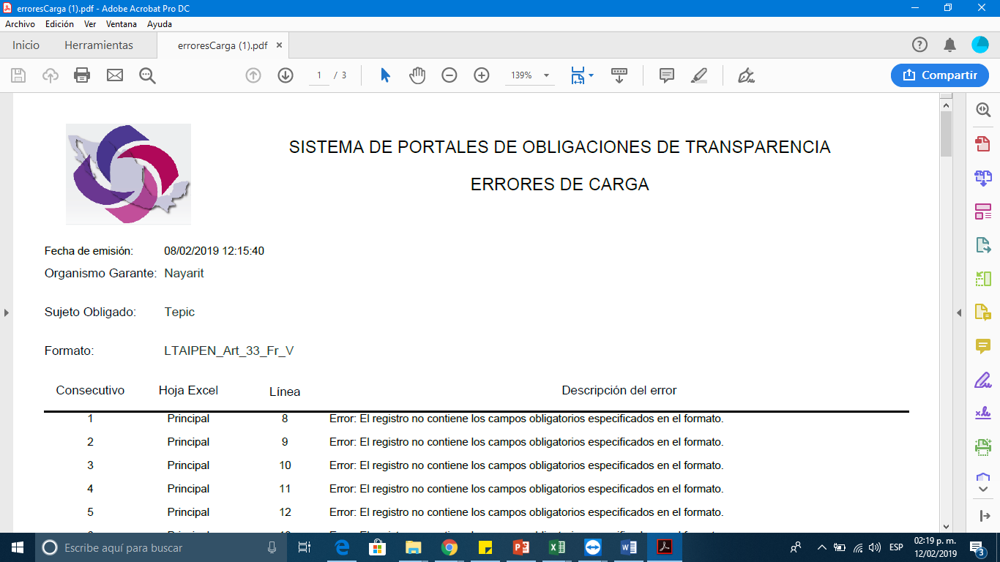 erroresCarga (1).pdf - Adobe Acrobat Pro DC
Archivo Edición Ver Ventana Ayuda
Inicio Herramientas erroresCarga (1).pdf ×
1 / 3 139% Compartir
SISTEMA DE PORTALES DE OBLIGACIONES DE TRANSPARENCIA
ERRORES DE CARGA
Fecha de emisión: 08/02/2019 12:15:40
Organismo Garante: Nayarit
Sujeto Obligado: Tepic
Formato: LTAIPEN_Art_33_Fr_V
Consecutivo Hoja Excel Línea Descripción del error
1 Principal 8 Error: El registro no contiene los campos obligatorios especificados en el formato.
2 Principal 9 Error: El registro no contiene los campos obligatorios especificados en el formato.
3 Principal 10 Error: El registro no contiene los campos obligatorios especificados en el formato.
4 Principal 11 Error: El registro no contiene los campos obligatorios especificados en el formato.
5 Principal 12 Error: El registro no contiene los campos obligatorios especificados en el formato.
Escribe aquí para buscar
ESP
02:19 p. m.
12/02/2019
3